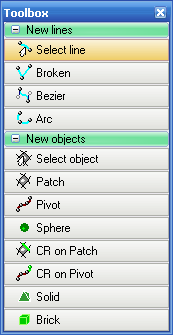 Toolbox
New lines
Select line
Broken
Bezier
Arc
New objects
Select object
Patch
Pivot
Sphere
CR on Patch
CR on Pivot
Solid
Brick